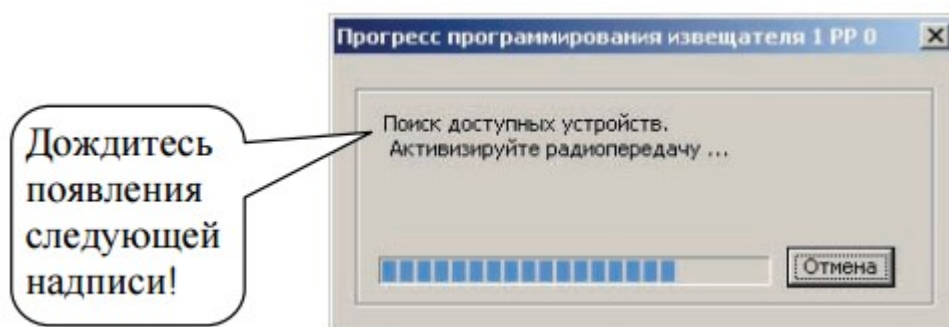 Прогресс программирования извещателя 1 РР 0
Дождитесь
появления
следующей
надписи!
Поиск доступных устройств.
Активизируйте радиопередачу ...
Отмена